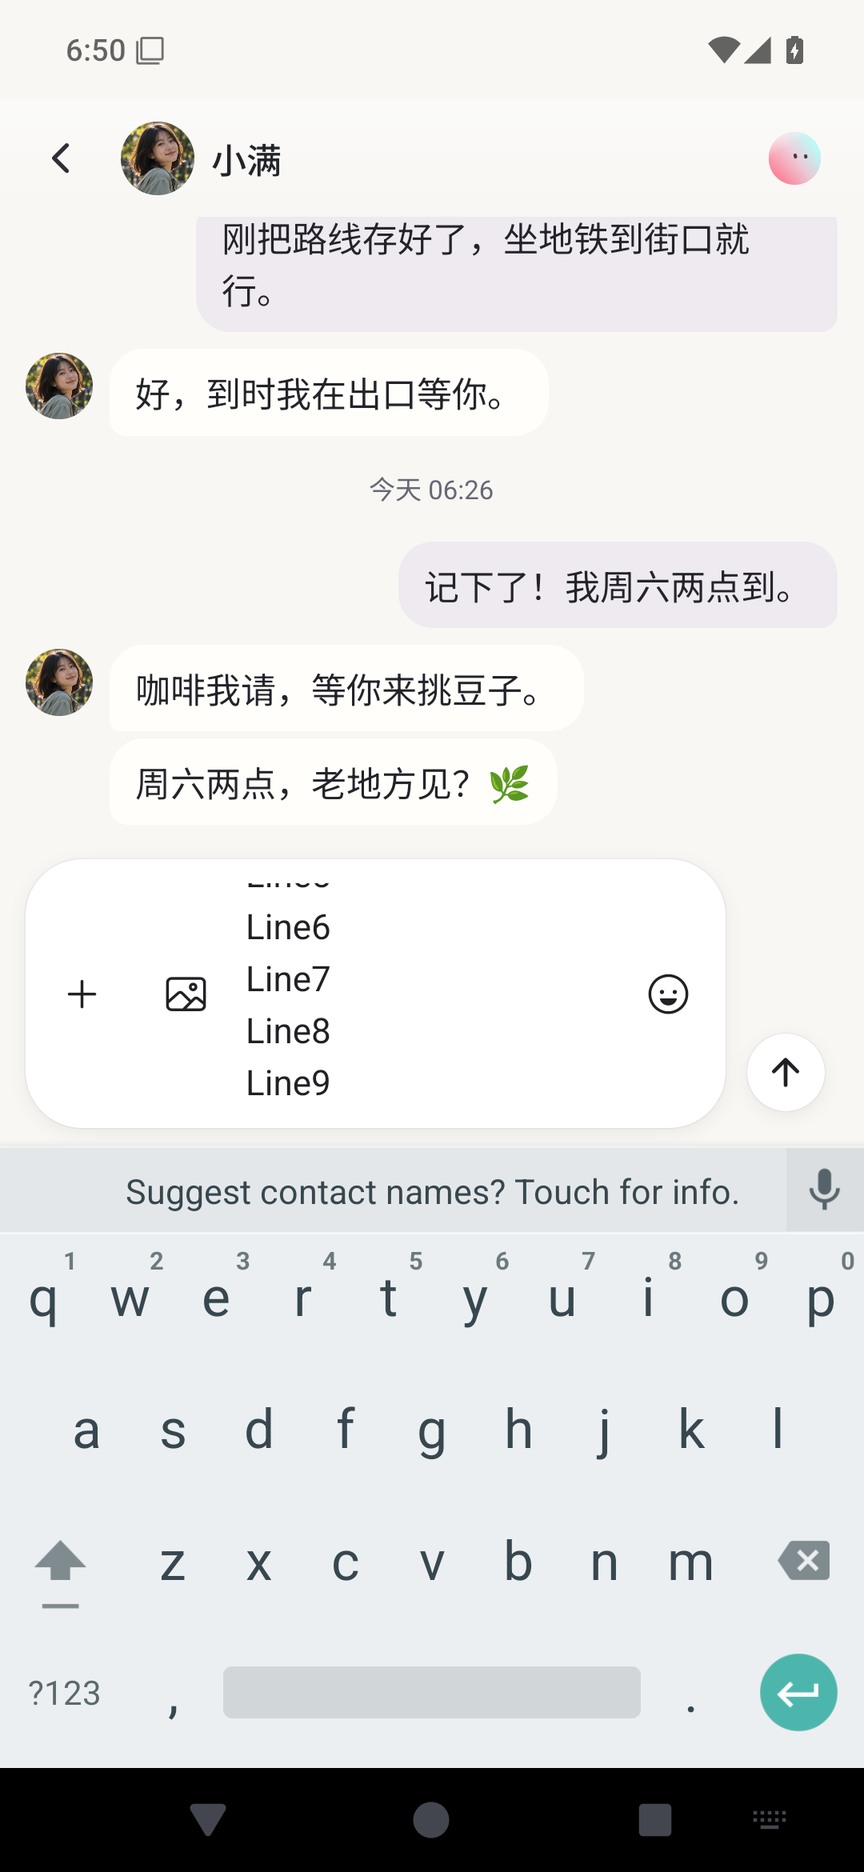 6:50
小满
刚把路线存好了，坐地铁到街口就
行。
好，到时我在出口等你。
今天 06:26
记下了！我周六两点到。
咖啡我请，等你来挑豆子。
周六两点，老地方见？🌿
Line6
Line7
Line8
Line9
Suggest contact names? Touch for info.
1 2 3 4 5 6 7 8 9 0
q w e r t y u i o p
a s d f g h j k l
z x c v b n m
?123 , .